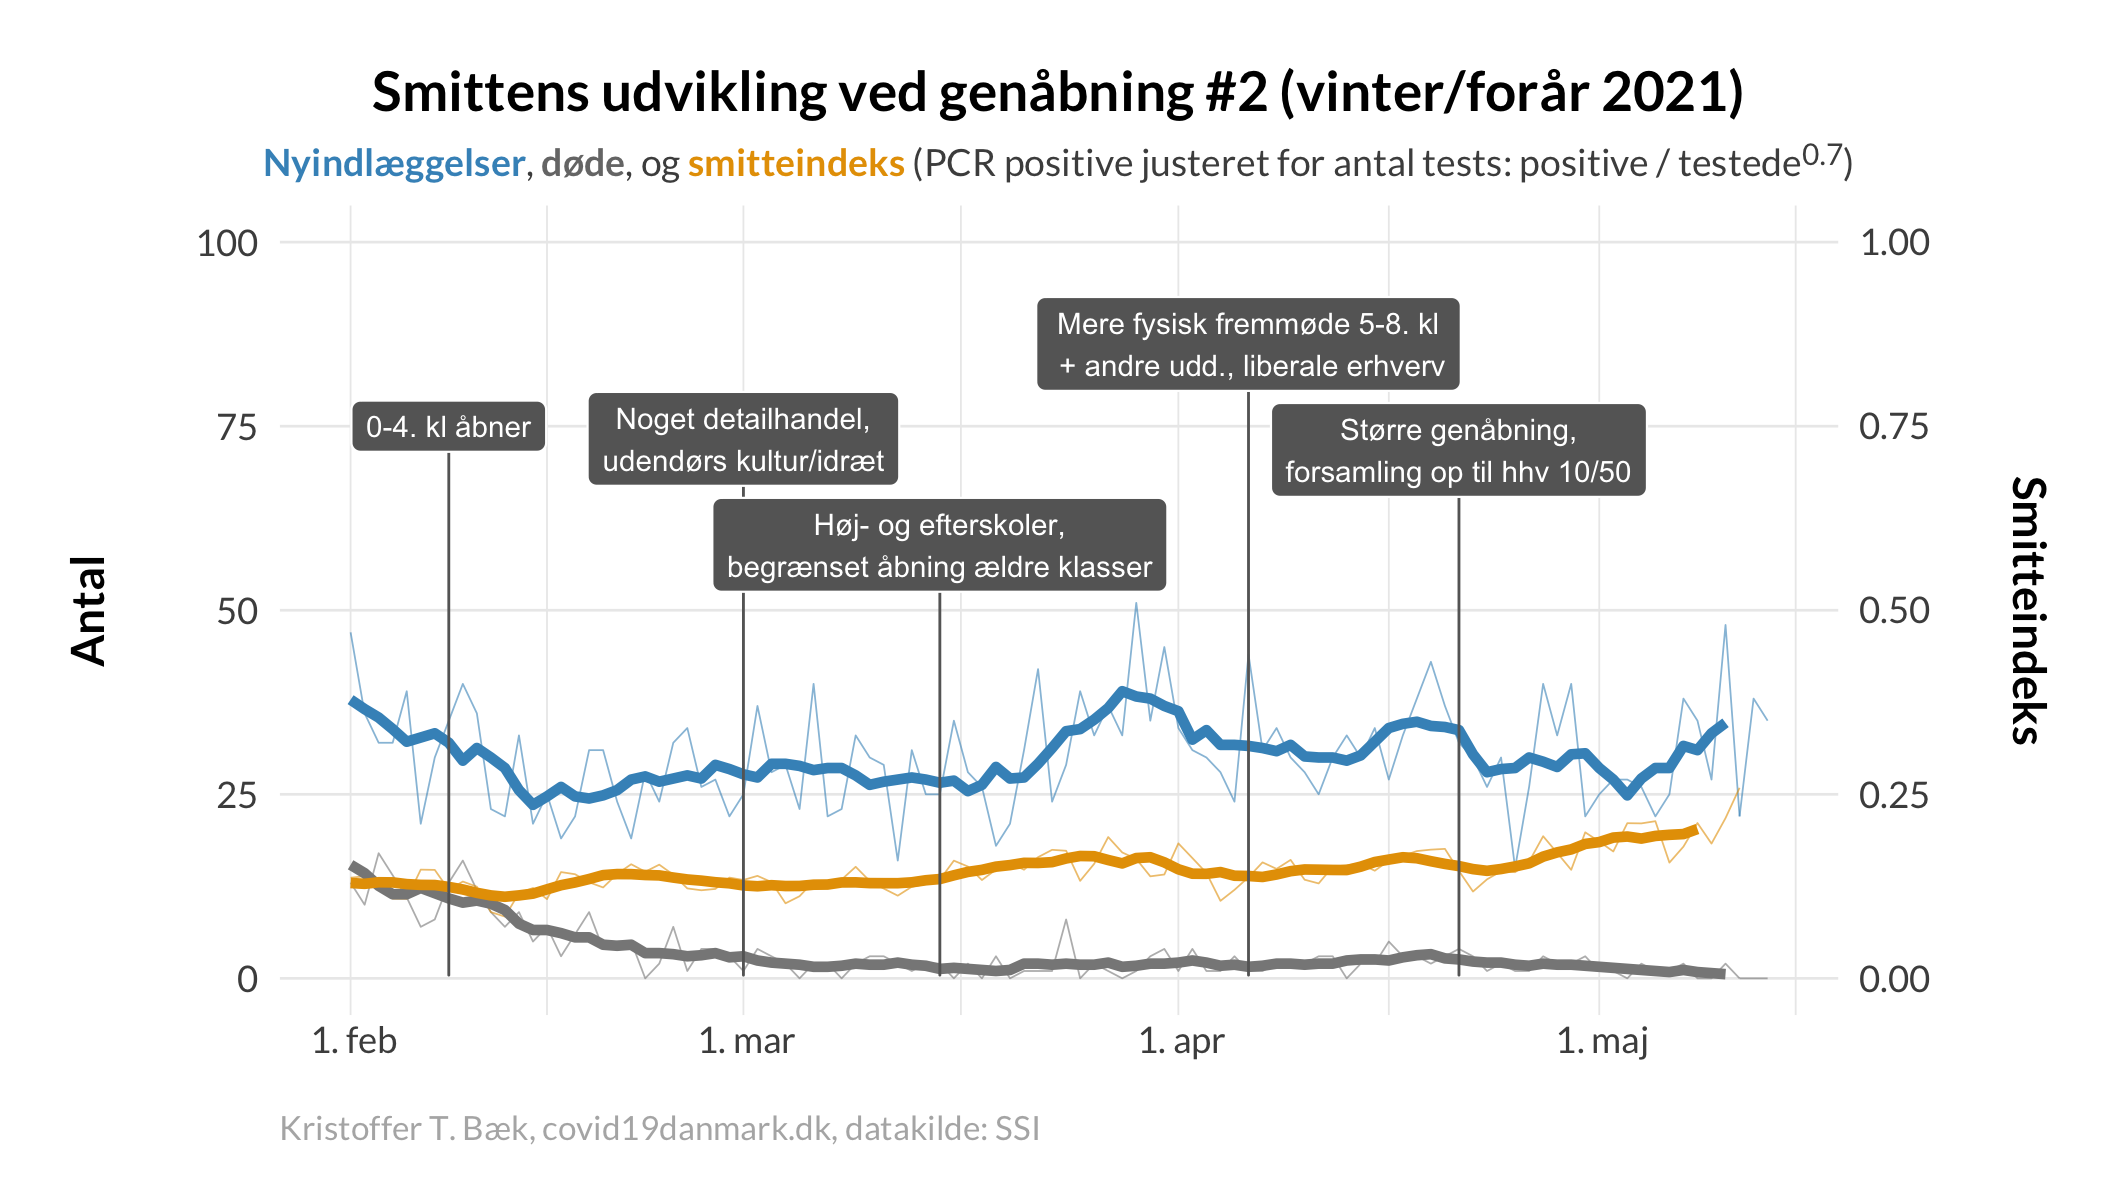 Smittens udvikling ved genåbning #2 (vinter/forår 2021)
Nyindlæggelser, døde, og smitteindeks (PCR positive justeret for antal tests: positive / testede^0.7)
100
75
50
25
0
Antal
1.00
0.75
0.50
0.25
0.00
Smitteindeks
Mere fysisk fremmøde 5-8. kl
+ andre udd., liberale erhverv
0-4. kl åbner
Noget detailhandel,
udendørs kultur/idræt
Større genåbning,
forsamling op til hhv 10/50
Høj- og efterskoler,
begrænset åbning ældre klasser
1. feb
1. mar
1. apr
1. maj
Kristoffer T. Bæk, covid19danmark.dk, datakilde: SSI